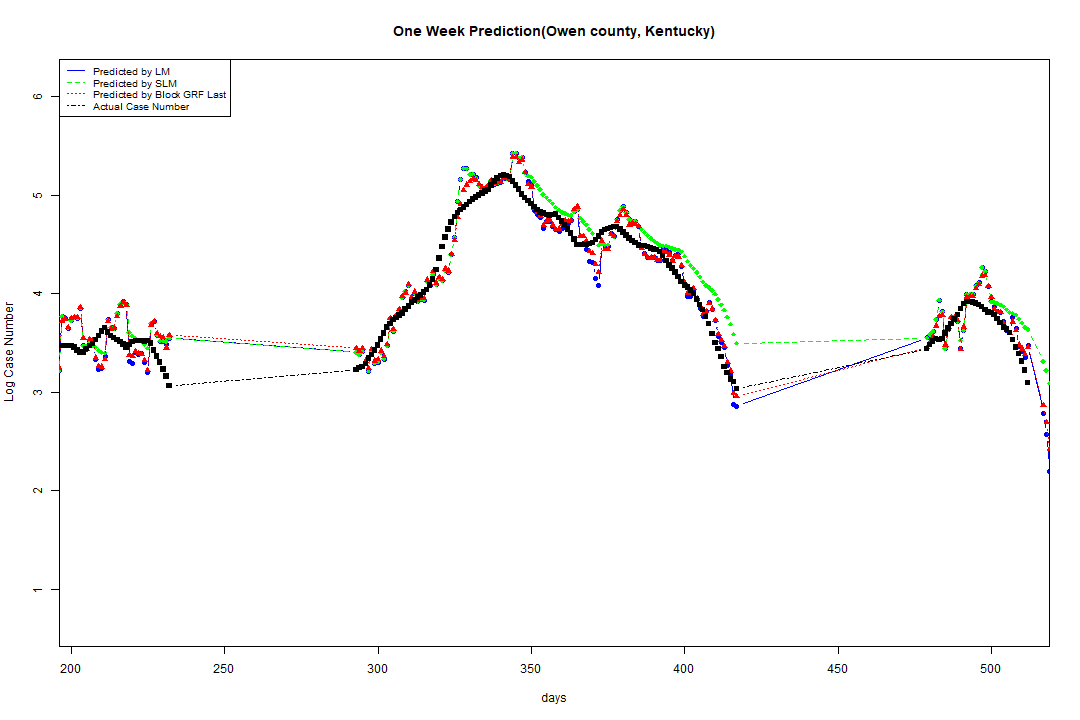 One Week Prediction(Owen county, Kentucky)
Predicted by LM
Predicted by SLM
Predicted by Block GRF Last
Actual Case Number
6
5
4
3
2
1
Log Case Number
200 250 300 350 400 450 500
days